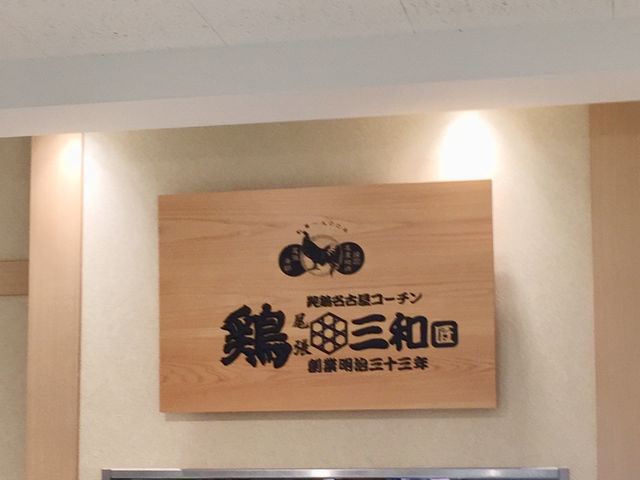 純鶏名古屋コーチン
鶏
尾張
三和
創業明治三十三年